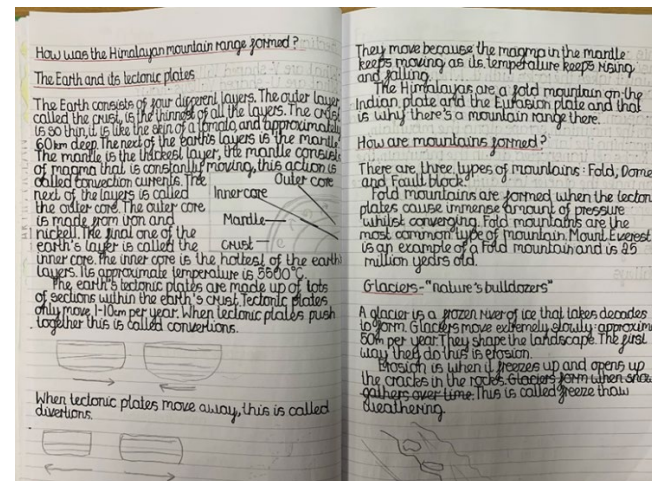 How was the Himalayan mountain range formed?
The Earth and its tectonic plates
The Earth consists of four different layers. The outer layer,
called the crust, is the thinnest of all the layers. The crust
is so thin, it is like the skin of a tomato, and approximately
60km deep. The next of the earth's layers is the mantle.
The mantle is the thickest layer, the mantle consists
of magma that is constantly moving, this action is
called convection currents. The
next of the layers is called
the outer core. The outer core
is made from iron and
nickell. The final one of the
earth's layer is called the
Outer core
Inner core
Mantle
crust
inner core. The inner core is the hottest of the earth
layers. Its approximate temperature is 5500°C.
The earth's tectonic plates are made up of lots
of sections within the earth's crust. Tectonic plates
only move 1-10cm per year. When tectonic plates push
together this is called convertions.
When tectonic plates move away, this is called
divertions.
They move because the magma in the mantle
keeps moving as its temperature keeps rising
and falling.
The Himalayas are a fold mountain on the
Indian plate and the Eurasion plate and that
is why there's a mountain range there.
How are mountains formed?
There are three types of mountains: Fold, Dome
and Fault block.
Fold mountains are formed when the tecton
plates cause immense amount of pressure
whilst converging. Fold mountains are the
most common type of mountain. Mount Everest
is an example of a Fold mountain and is 25
million years old.
Glaciers-"nature's bulldozers"
A glacier is a frozen river of ice that takes decades
to form. Glaciers move extremely slowly: approxim
50m per year. They shape the landscape. The first
way they do this is erosion.
Erosion is when it freezes up and opens up
the cracks in the rocks. Glaciers form when snow
gathers over time. This is called freeze thaw
weathering.